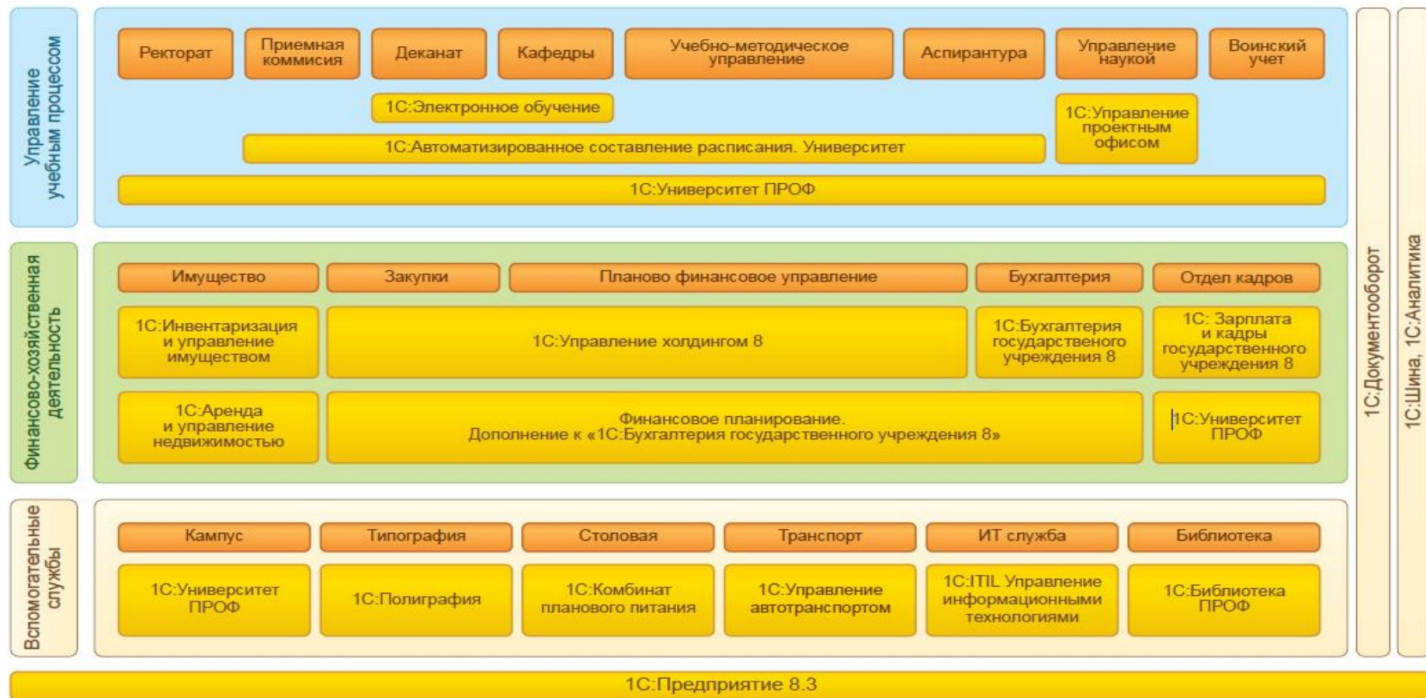 Управление
учебным процессом
Ректорат
Приемная
коммисия
Деканат
Кафедры
Учебно-методическое
управление
Аспирантура
Управление
наукой
Воинский
учет
1С:Электронное обучение
1С:Управление
проектным
офисом
1С:Автоматизированное составление расписания. Университет
1С:Университет ПРОФ
Финансово-хозяйственная
деятельность
Имущество
Закупки
Планово финансовое управление
Бухгалтерия
Отдел кадров
1С:Инвентаризация
и управление
имуществом
1С:Управление холдингом 8
1С:Бухгалтерия
государственого
учреждения 8
1С: Зарплата
и кадры
государственного
учреждения 8
1С:Аренда
и управление
недвижимостью
Финансовое планирование.
Дополнение к «1С:Бухгалтерия государственного учреждения 8»
1С:Университет
ПРОФ
Вспомогательные
службы
Кампус
Типография
Столовая
Транспорт
ИТ служба
Библиотека
1С:Университет
ПРОФ
1С:Полиграфия
1С:Комбинат
планового питания
1С:Управление
автотранспортом
1С:ITIL Управление
информационными
технологиями
1С:Библиотека
ПРОФ
1С:Документооборот
1С:Шина, 1С:Аналитика
1С:Предприятие 8.3